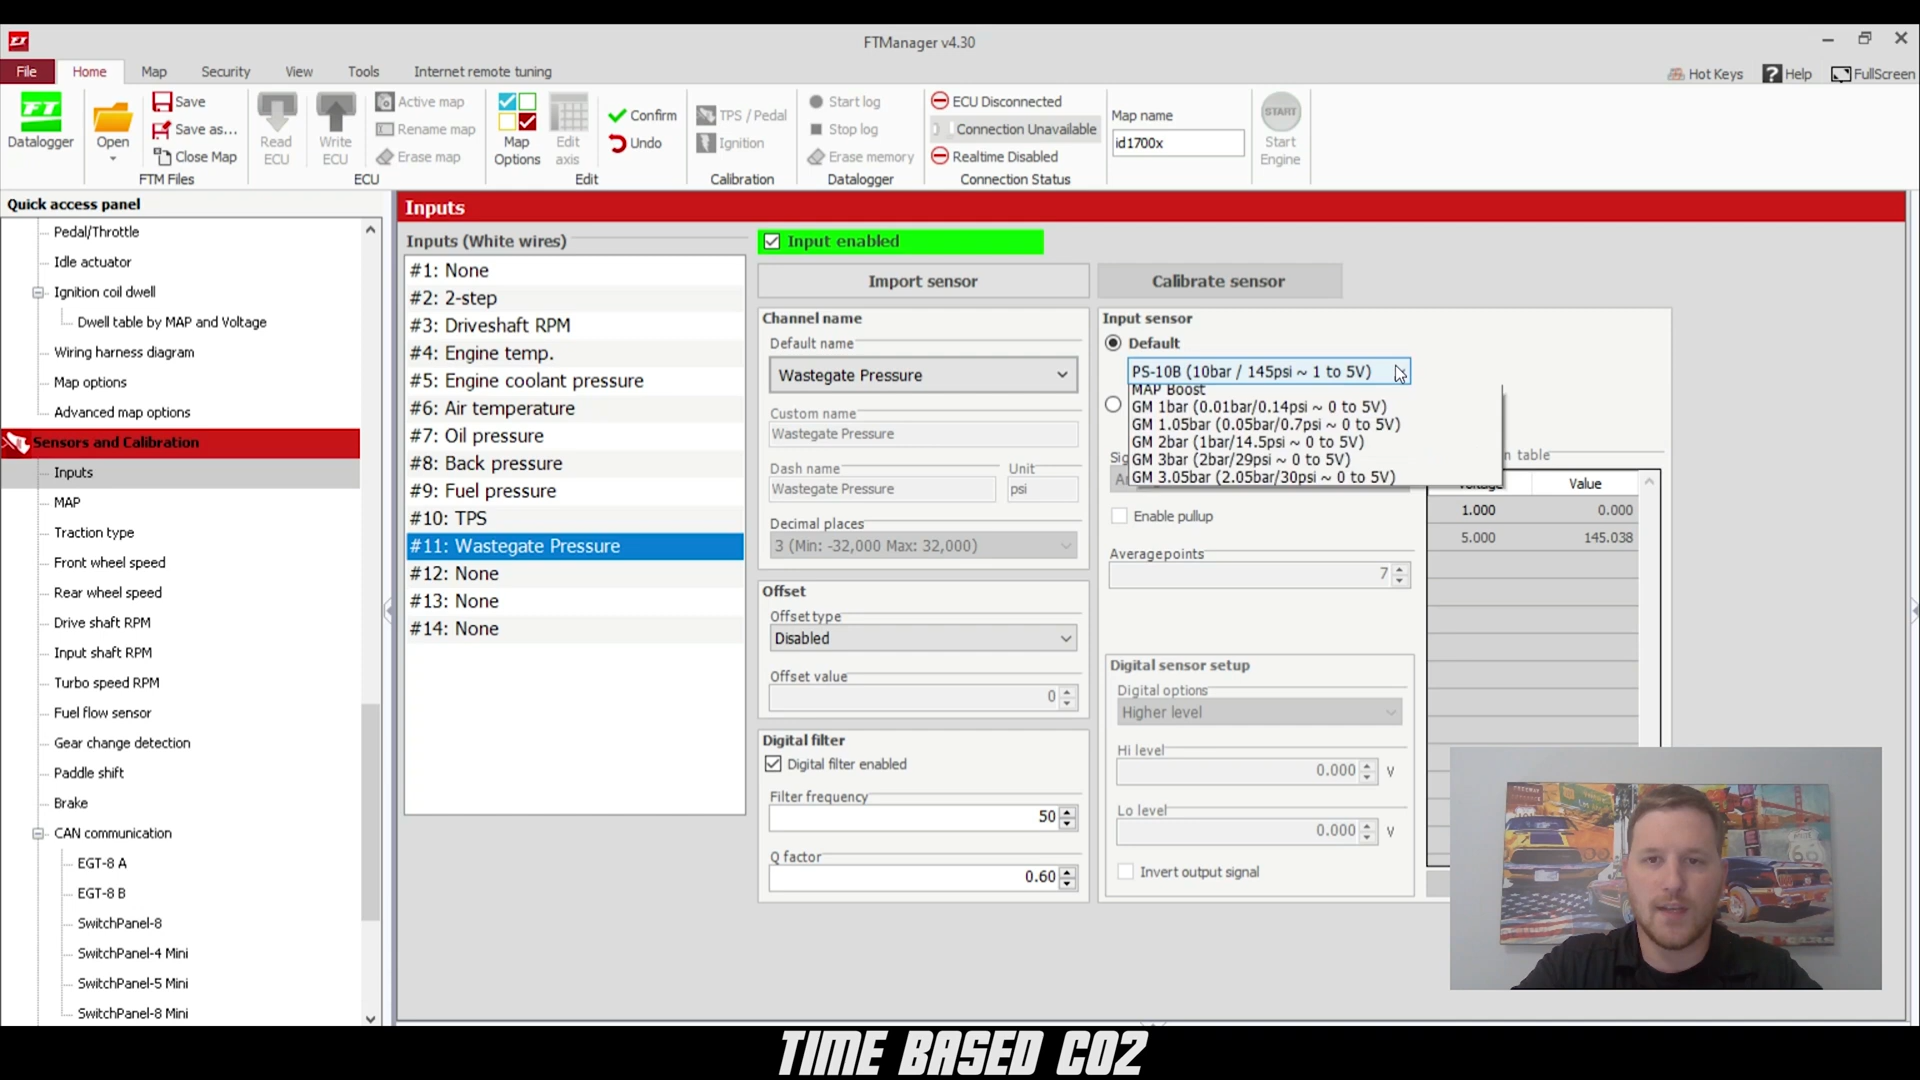 FTManager v4.30
File
Home
Map
Security
View
Tools
Internet remote tuning
Hot Keys
? Help
FullScreen
FT
Datalogger
Open
Save
Save as...
Close Map
FTM Files
Read
ECU
Write
ECU
Active map
Rename map
Erase map
ECU
Map
Options
Edit
axis
Confirm
Undo
Edit
TPS / Pedal
Ignition
Calibration
Start log
Stop log
Erase memory
Datalogger
ECU Disconnected
Connection Unavailable
Realtime Disabled
Connection Status
Map name
id1700x
START
Start
Engine
Quick access panel
Pedal/Throttle
Idle actuator
Ignition coil dwell
Dwell table by MAP and Voltage
Wiring harness diagram
Map options
Advanced map options
Sensors and Calibration
Inputs
MAP
Traction type
Front wheel speed
Rear wheel speed
Drive shaft RPM
Input shaft RPM
Turbo speed RPM
Fuel flow sensor
Gear change detection
Paddle shift
Brake
CAN communication
EGT-8 A
EGT-8 B
SwitchPanel-8
SwitchPanel-4 Mini
SwitchPanel-5 Mini
SwitchPanel-8 Mini
Inputs
Inputs (White wires)
#1: None
#2: 2-step
#3: Driveshaft RPM
#4: Engine temp.
#5: Engine coolant pressure
#6: Air temperature
#7: Oil pressure
#8: Back pressure
#9: Fuel pressure
#10: TPS
#11: Wastegate Pressure
#12: None
#13: None
#14: None
Input enabled
Import sensor
Calibrate sensor
Channel name
Default name
Wastegate Pressure
Custom name
Wastegate Pressure
Dash name
Unit
Wastegate Pressure
psi
Decimal places
3 (Min: -32,000 Max: 32,000)
Offset
Offset type
Disabled
Offset value
0
Digital filter
Digital filter enabled
Filter frequency
50
Q factor
0.60
Input sensor
Default
PS-10B (10bar / 145psi ~ 1 to 5V)
MAP Boost
GM 1bar (0.01bar/0.14psi ~ 0 to 5V)
GM 1.05bar (0.05bar/0.7psi ~ 0 to 5V)
GM 2bar (1bar/14.5psi ~ 0 to 5V)
GM 3bar (2bar/29psi ~ 0 to 5V)
GM 3.05bar (2.05bar/30psi ~ 0 to 5V)
Enable pullup
Average points
7
Digital sensor setup
Digital options
Higher level
Hi level
0.000 V
Lo level
0.000 V
Invert output signal
n table
Voltage
Value
1.000
0.000
5.000
145.038
TIME BASED CO2